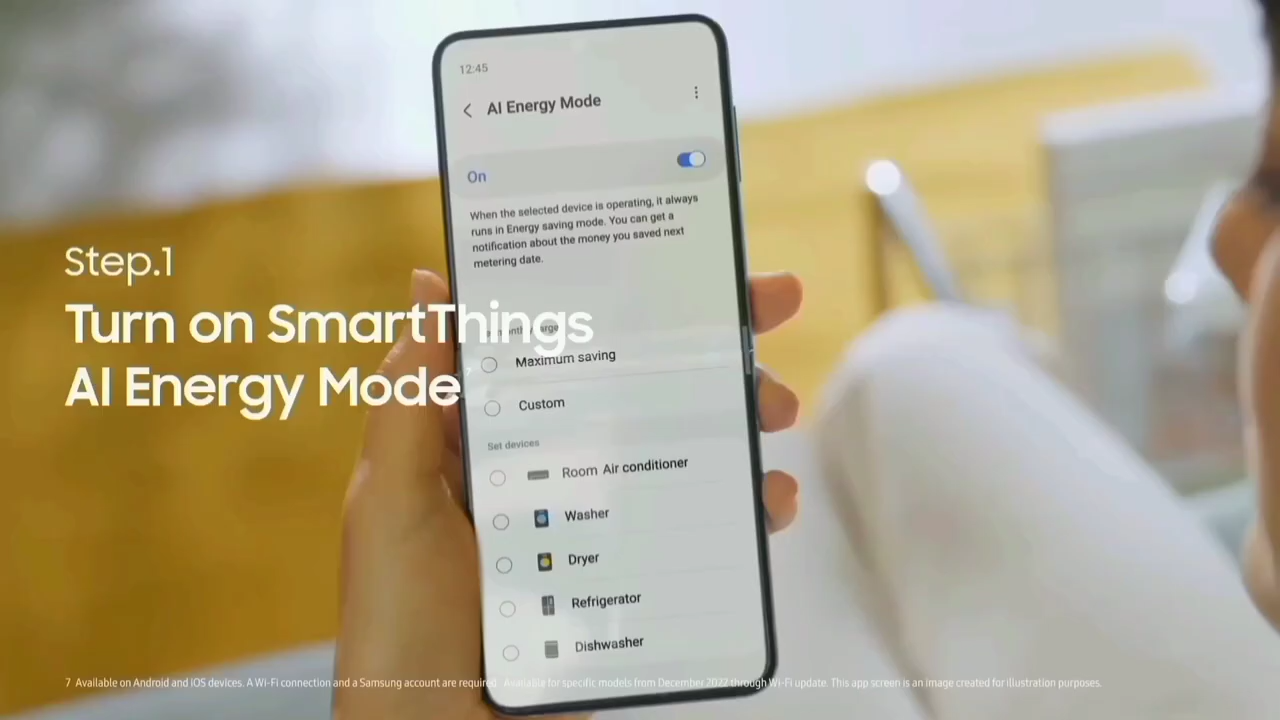 12:45
AI Energy Mode
On
When the selected device is operating, it always
runs in Energy saving mode. You can get a
notification about the money you saved next
metering date.
Step.1
Turn on SmartThings
AI Energy Mode7
Maximum saving
Custom
Set devices
Room Air conditioner
Washer
Dryer
Refrigerator
Dishwasher
7 Available on Android and iOS devices. A Wi-Fi connection and a Samsung account are required. Available for specific models from December 2022 through Wi-Fi update. This app screen is an image created for illustration purposes.